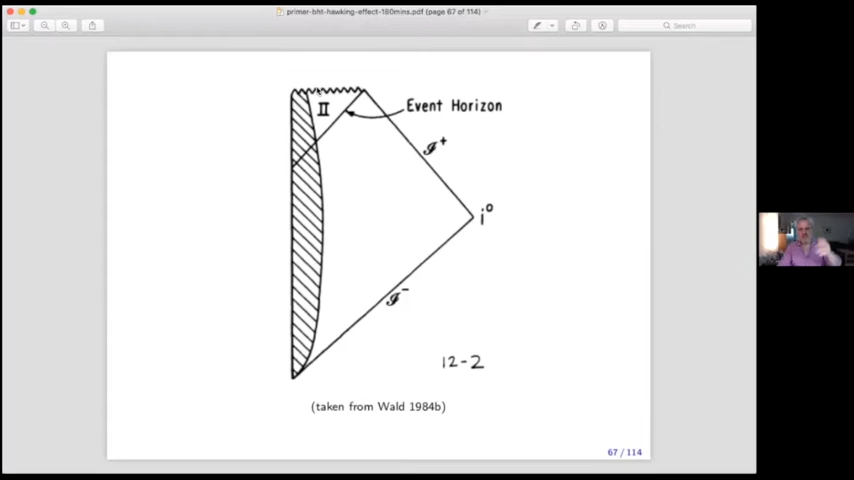 primer-bht-hawking-effect-180mins.pdf (page 67 of 114)
Search
II
Event Horizon
𝓘⁺
i⁰
𝓘⁻
12-2
(taken from Wald 1984b)
67 / 114